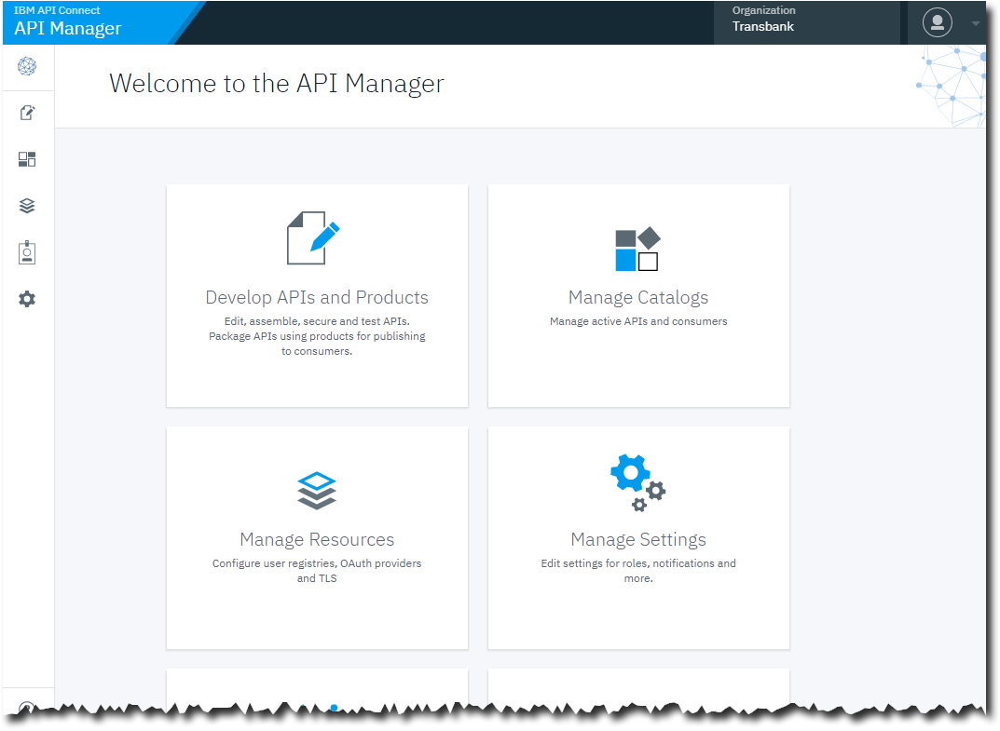 IBM API Connect
API Manager
Organization
Transbank
Welcome to the API Manager
Develop APIs and Products
Edit, assemble, secure and test APIs.
Package APIs using products for publishing
to consumers.
Manage Catalogs
Manage active APIs and consumers
Manage Resources
Configure user registries, OAuth providers
and TLS
Manage Settings
Edit settings for roles, notifications and
more.